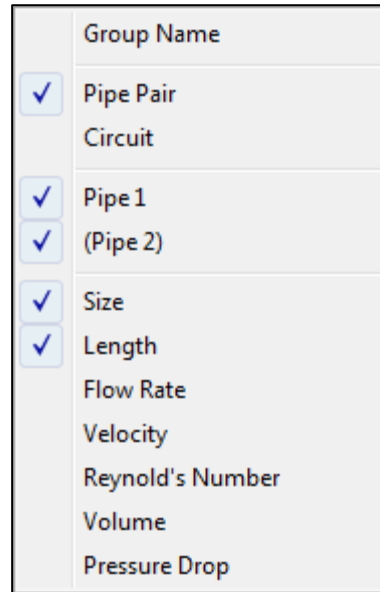 Group Name
Pipe Pair
Circuit
Pipe 1
(Pipe 2)
Size
Length
Flow Rate
Velocity
Reynold's Number
Volume
Pressure Drop